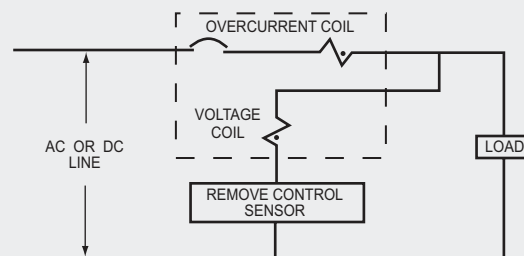 OVERCURRENT COIL
VOLTAGE
COIL
AC OR DC
LINE
LOAD
REMOVE CONTROL
SENSOR